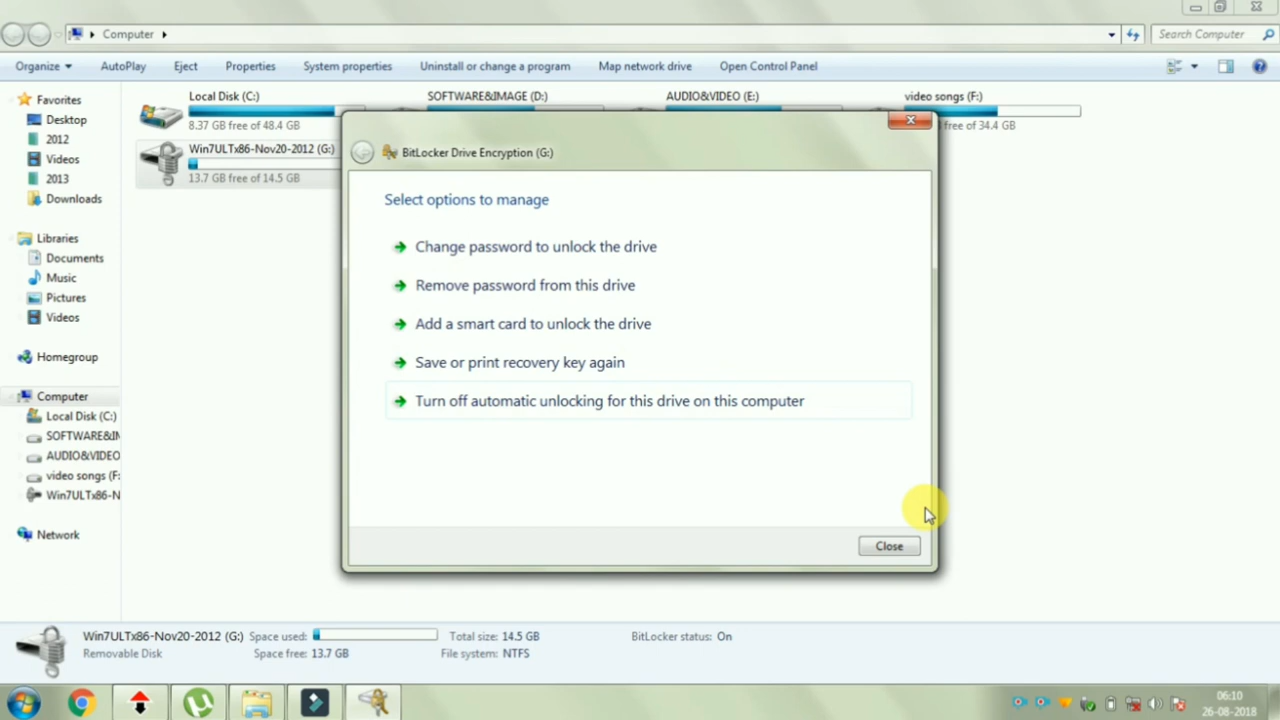 Computer
Search Computer
Organize
AutoPlay
Eject
Properties
System properties
Uninstall or change a program
Map network drive
Open Control Panel
Favorites
Desktop
2012
Videos
2013
Downloads
Libraries
Documents
Music
Pictures
Videos
Homegroup
Computer
Local Disk (C:)
SOFTWARE&IM
AUDIO&VIDEO
video songs (F:
Win7ULTx86-N
Network
Local Disk (C:)
8.37 GB free of 48.4 GB
SOFTWARE&IMAGE (D:)
AUDIO&VIDEO (E:)
video songs (F:)
free of 34.4 GB
Win7ULTx86-Nov20-2012 (G:)
13.7 GB free of 14.5 GB
BitLocker Drive Encryption (G:)
Select options to manage
Change password to unlock the drive
Remove password from this drive
Add a smart card to unlock the drive
Save or print recovery key again
Turn off automatic unlocking for this drive on this computer
Close
Win7ULTx86-Nov20-2012 (G:) Space used: Total size: 14.5 GB BitLocker status: On
Removable Disk Space free: 13.7 GB File system: NTFS
06:10
26-08-2018